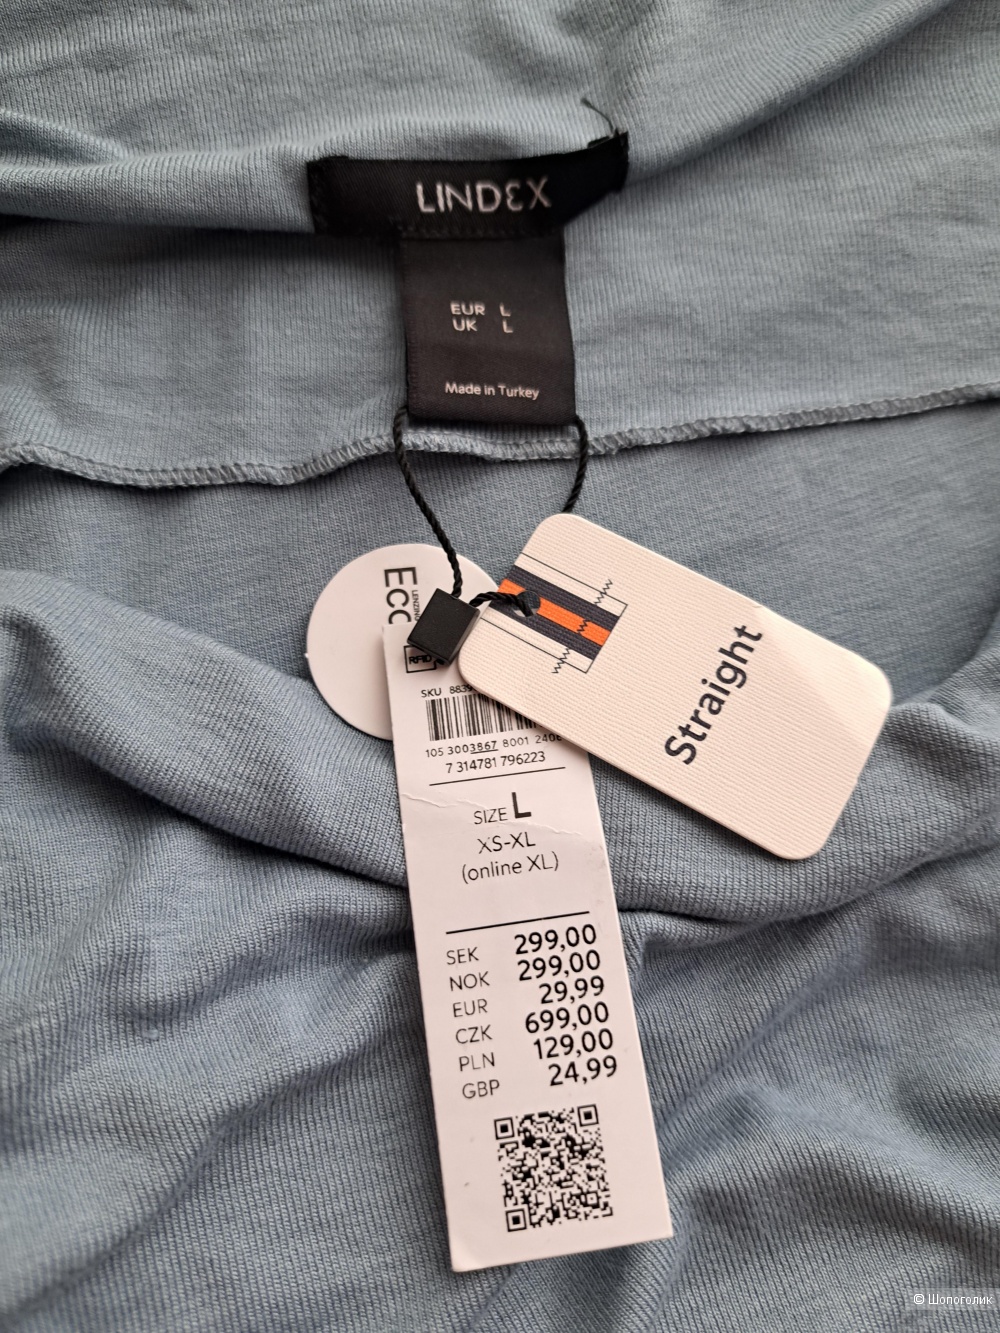 LINDEX
EUR L
UK L
Made in Turkey
LENZING
RFID
SKU
105 3003867 8001
7 314781 796223
SIZE L
XS-XL
(online XL)
SEK 299,00
NOK 299,00
EUR 29,99
CZK 699,00
PLN 129,00
GBP 24,99
Straight
© Шопоголик